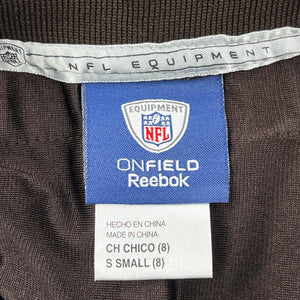 NFL EQUIPMENT
EQUIPMENT
NFL
ONFIELD
Reebok
HECHO EN CHINA
MADE IN CHINA
CH CHICO (8)
S SMALL (8)